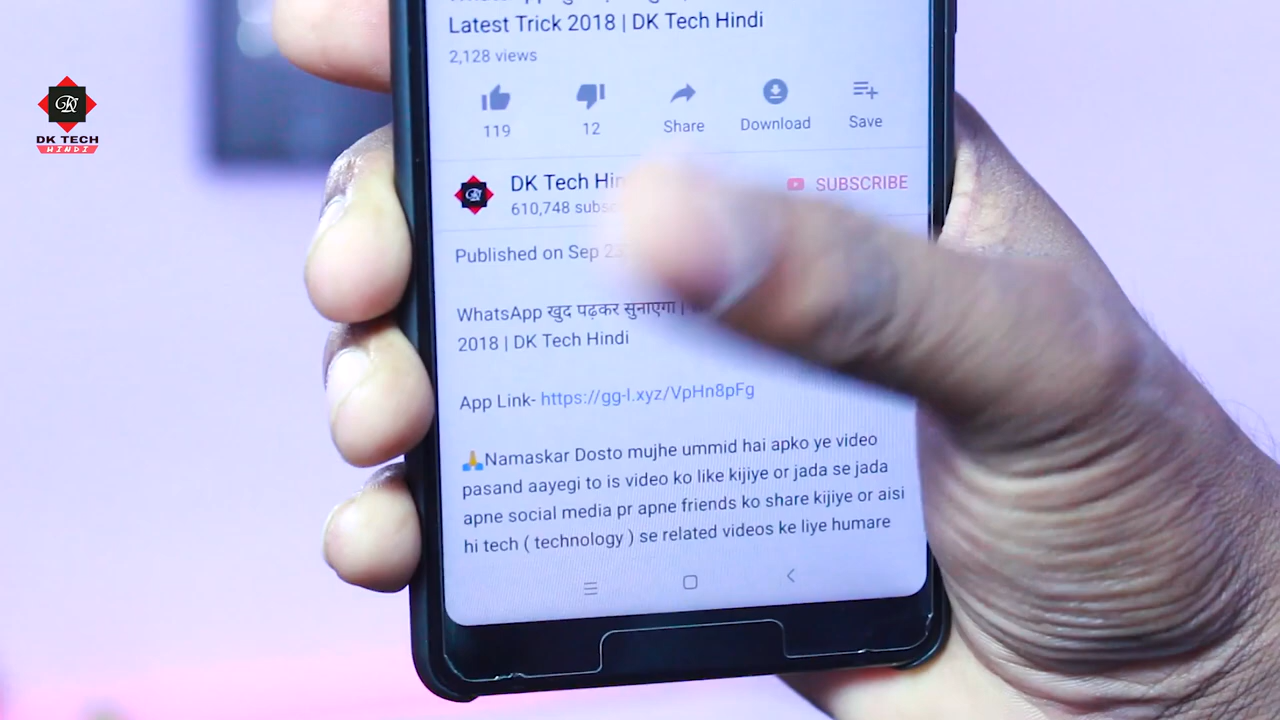 Latest Trick 2018 | DK Tech Hindi
2,128 views
119
12
Share
Download
Save
DK TECH
HINDI
DK Tech
SUBSCRIBE
610,748
Published on Sep
WhatsApp खुद पढ़कर सुनाएगा |
2018 | DK Tech Hindi
App Link- https://gg-l.xyz/VpHn8pFg
🙏Namaskar Dosto mujhe ummid hai apko ye video
pasand aayegi to is video ko like kijiye or jada se jada
apne social media pr apne friends ko share kijiye or aisi
hi tech ( technology ) se related videos ke liye humare